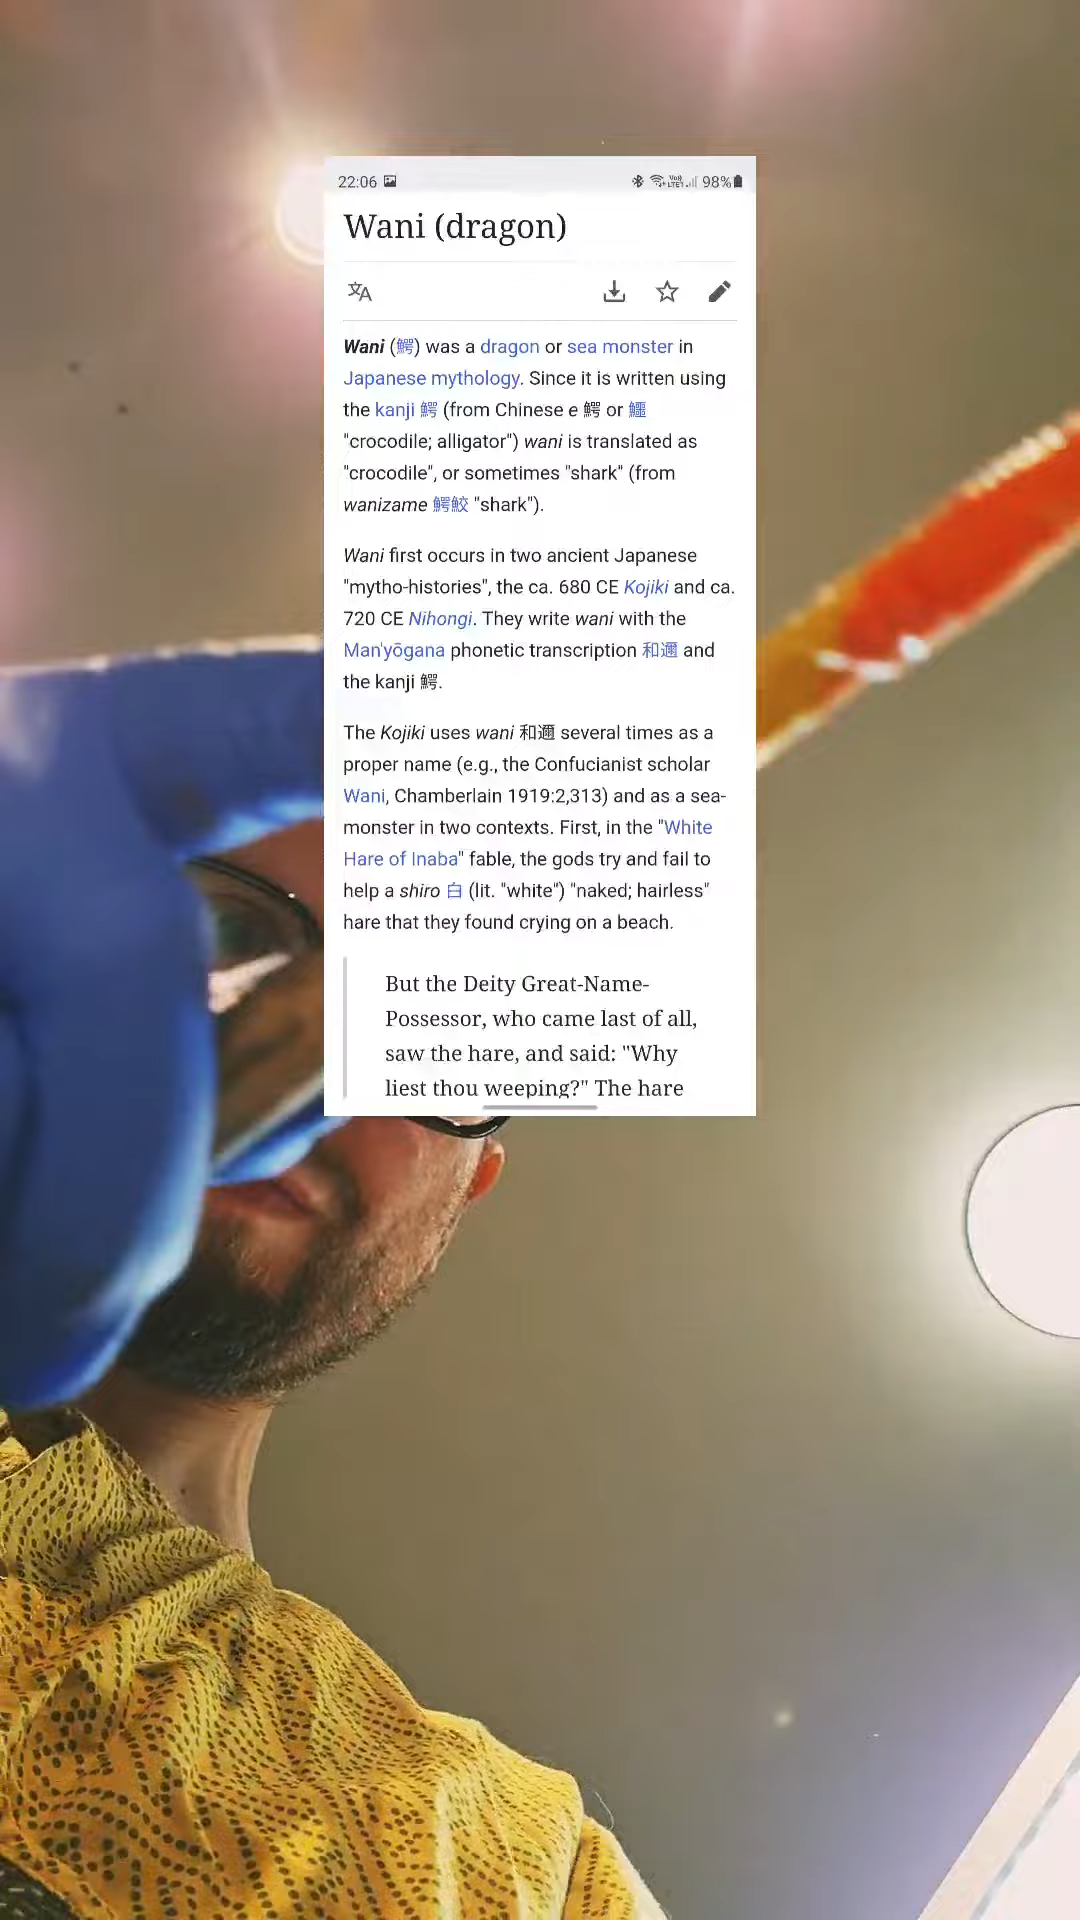 22:06
98%
Wani (dragon)
Wani (鰐) was a dragon or sea monster in
Japanese mythology. Since it is written using
the kanji 鰐 (from Chinese e 鰐 or 鱷
"crocodile; alligator") wani is translated as
"crocodile", or sometimes "shark" (from
wanizame 鰐鮫 "shark").
Wani first occurs in two ancient Japanese
"mytho-histories", the ca. 680 CE Kojiki and ca.
720 CE Nihongi. They write wani with the
Man'yōgana phonetic transcription 和邇 and
the kanji 鰐.
The Kojiki uses wani 和邇 several times as a
proper name (e.g., the Confucianist scholar
Wani, Chamberlain 1919:2,313) and as a sea-
monster in two contexts. First, in the "White
Hare of Inaba" fable, the gods try and fail to
help a shiro 白 (lit. "white") "naked; hairless"
hare that they found crying on a beach.
But the Deity Great-Name-
Possessor, who came last of all,
saw the hare, and said: "Why
liest thou weeping?" The hare